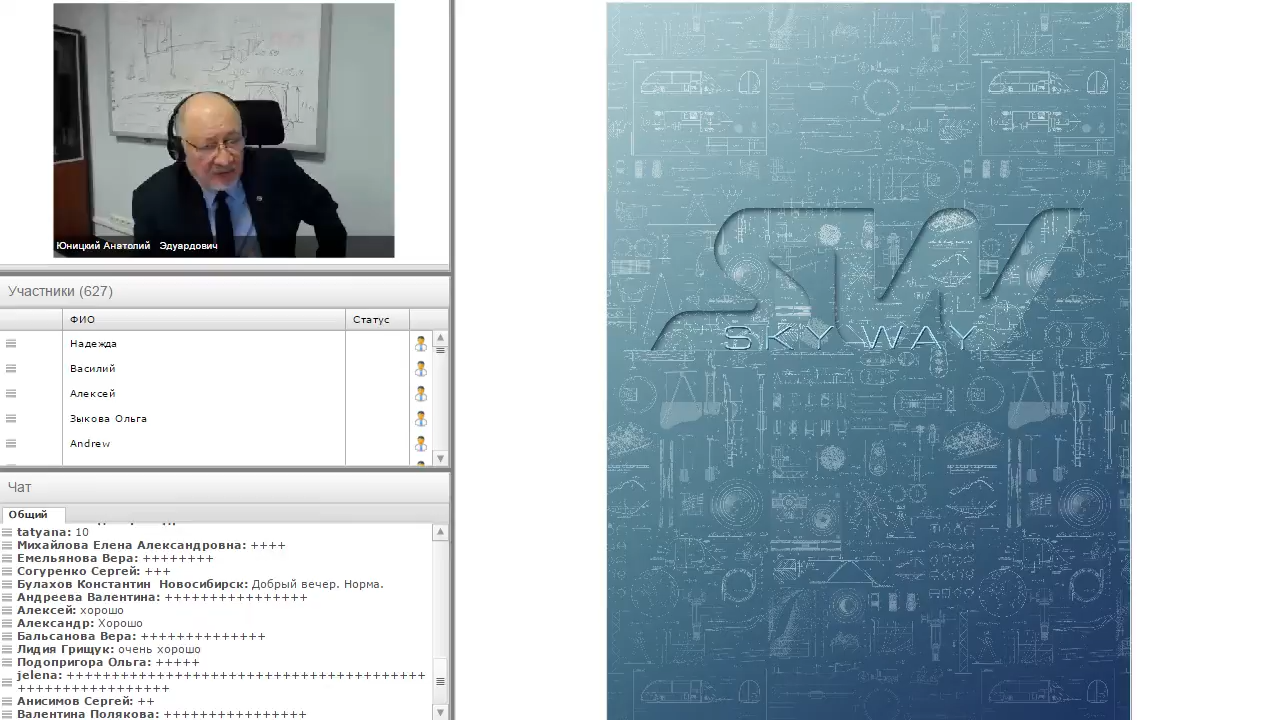 Юницкий Анатолий Эдуардович
Участники (627)
ФИО
Статус
Надежда
Василий
Алексей
Зыкова Ольга
Andrew
Чат
Общий
tatyana: 10
Михайлова Елена Александровна: ++++
Емельянова Вера: ++++++++
Согуренко Сергей: +++
Булахов Константин Новосибирск: Добрый вечер. Норма.
Андреева Валентина: ++++++++++++++++
Алексей: хорошо
Александр: Хорошо
Бальсанова Вера: ++++++++++++++
Лидия Грищук: очень хорошо
Подопригора Ольга: +++++
jelena: ++++++++++++++++++++++++++++++++++++++++
+++++++++++++++++
Анисимов Сергей: ++
Валентина Полякова: ++++++++++++++++
SW
SKY WAY